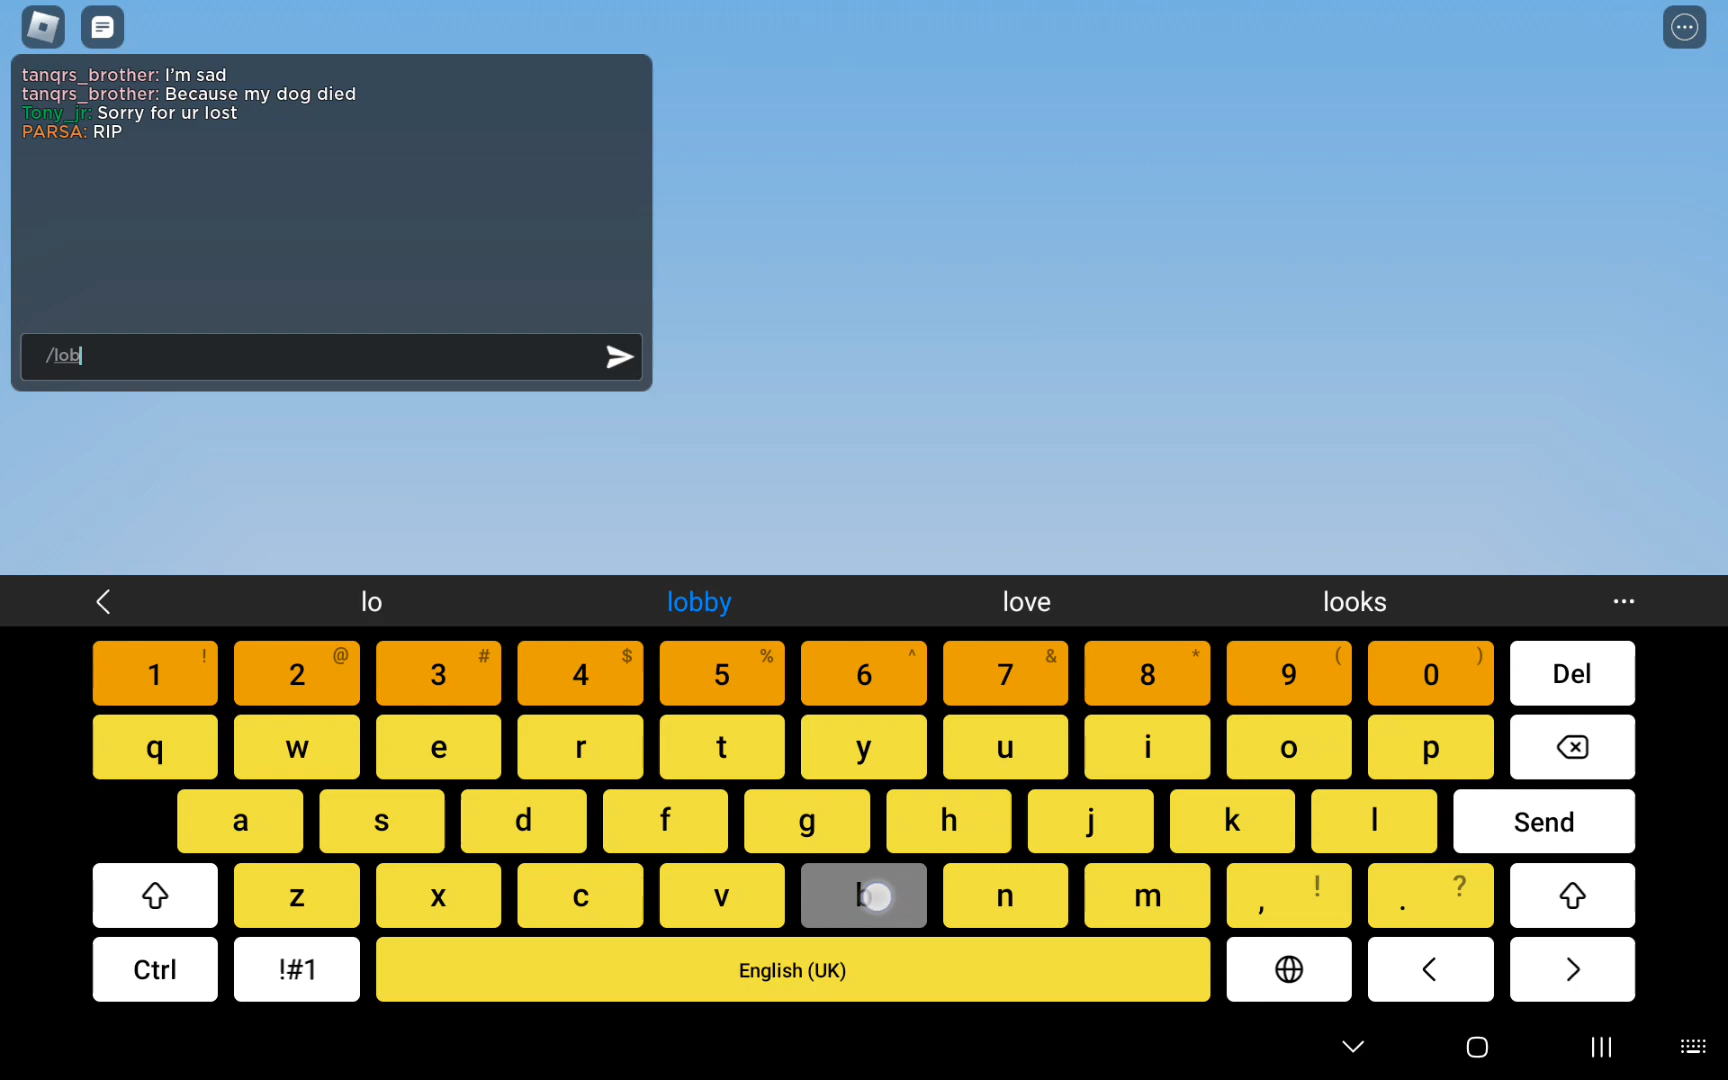 tanqrs_brother: I'm sad
tanqrs_brother: Because my dog died
Tony_jr: Sorry for ur lost
PARSA: RIP
/lob
lo lobby love looks
1 ! 2 @ 3 # 4 $ 5 % 6 ^ 7 & 8 * 9 ( 0 ) Del
q w e r t y u i o p
a s d f g h j k l Send
z x c v b n m , ! . ?
Ctrl !#1 English (UK)